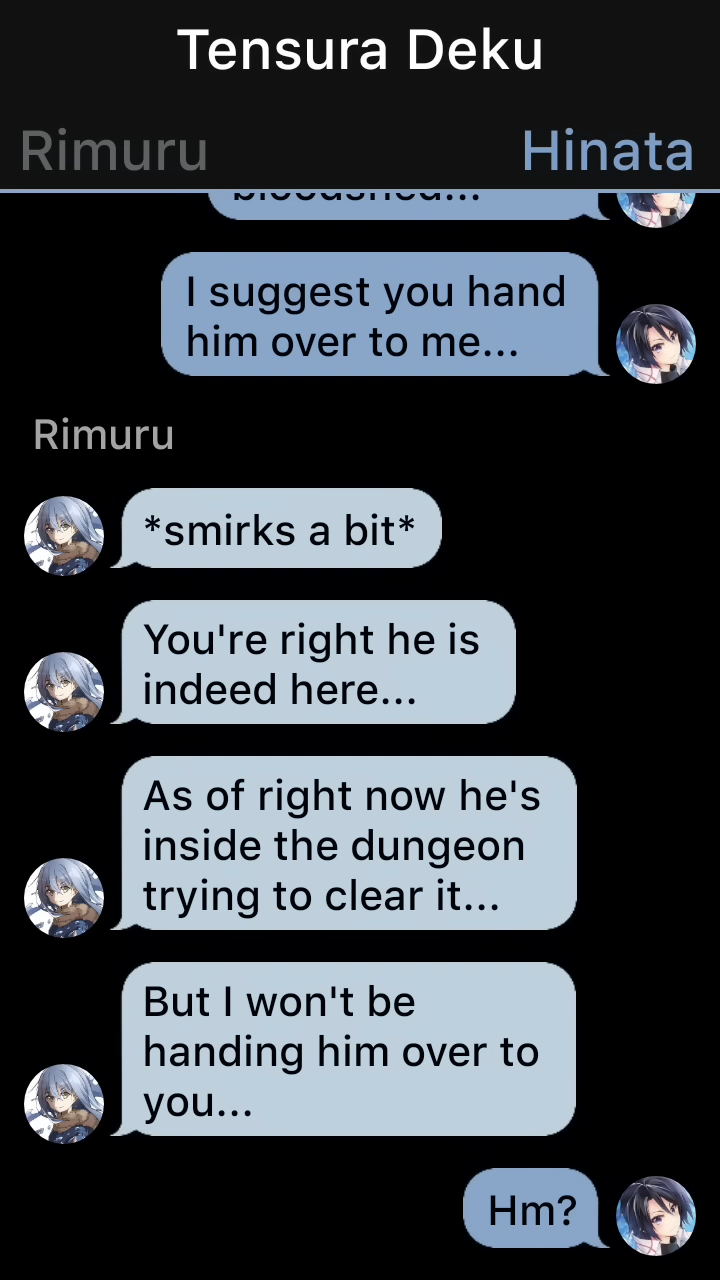 Tensura Deku
Rimuru
Hinata
bloodshed...
I suggest you hand
him over to me...
Rimuru
*smirks a bit*
You're right he is
indeed here...
As of right now he's
inside the dungeon
trying to clear it...
But I won't be
handing him over to
you...
Hm?